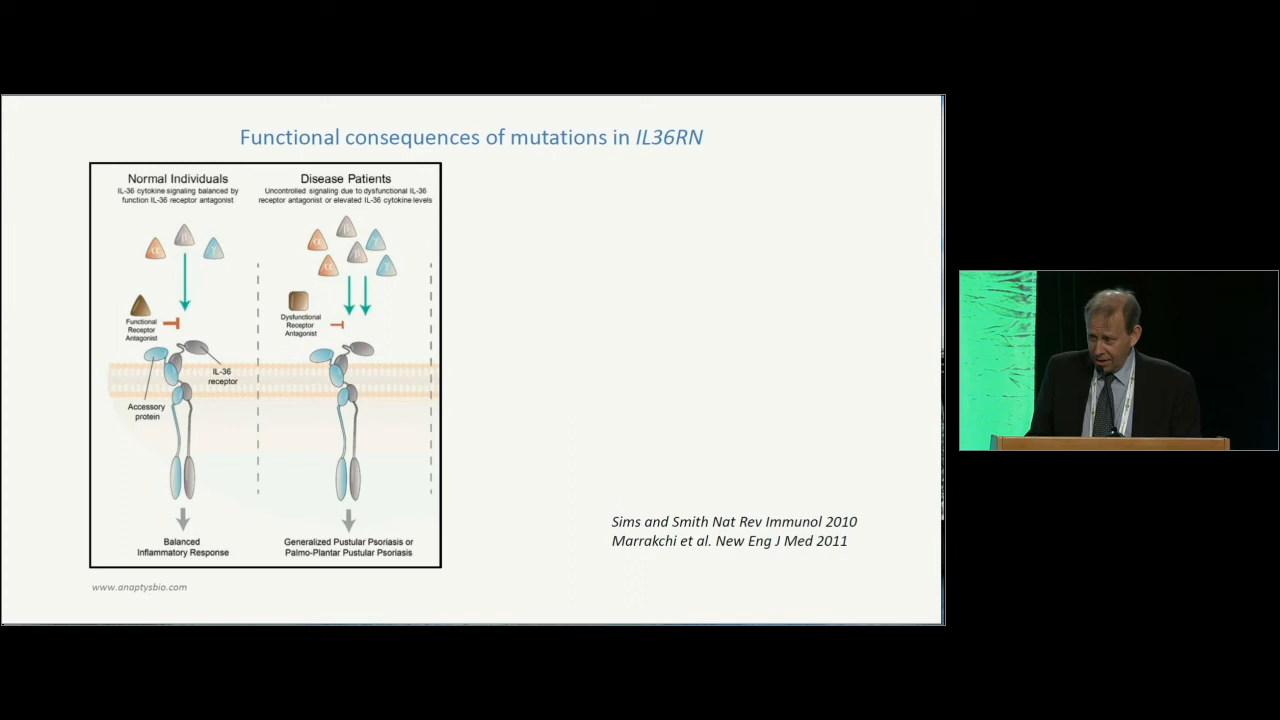 Functional consequences of mutations in IL36RN
Normal Individuals
IL-36 cytokine signaling balanced by
function IL-36 receptor antagonist
Disease Patients
Uncontrolled signaling due to dysfunctional IL-36
receptor antagonist or elevated IL-36 cytokine levels
α
β
γ
α
β
γ
α
β
γ
Functional
Receptor
Antagonist
Dysfunctional
Receptor
Antagonist
IL-36
receptor
Accessory
protein
Balanced
Inflammatory Response
Generalized Pustular Psoriasis or
Palmo-Plantar Pustular Psoriasis
Sims and Smith Nat Rev Immunol 2010
Marrakchi et al. New Eng J Med 2011
www.anaptysbio.com